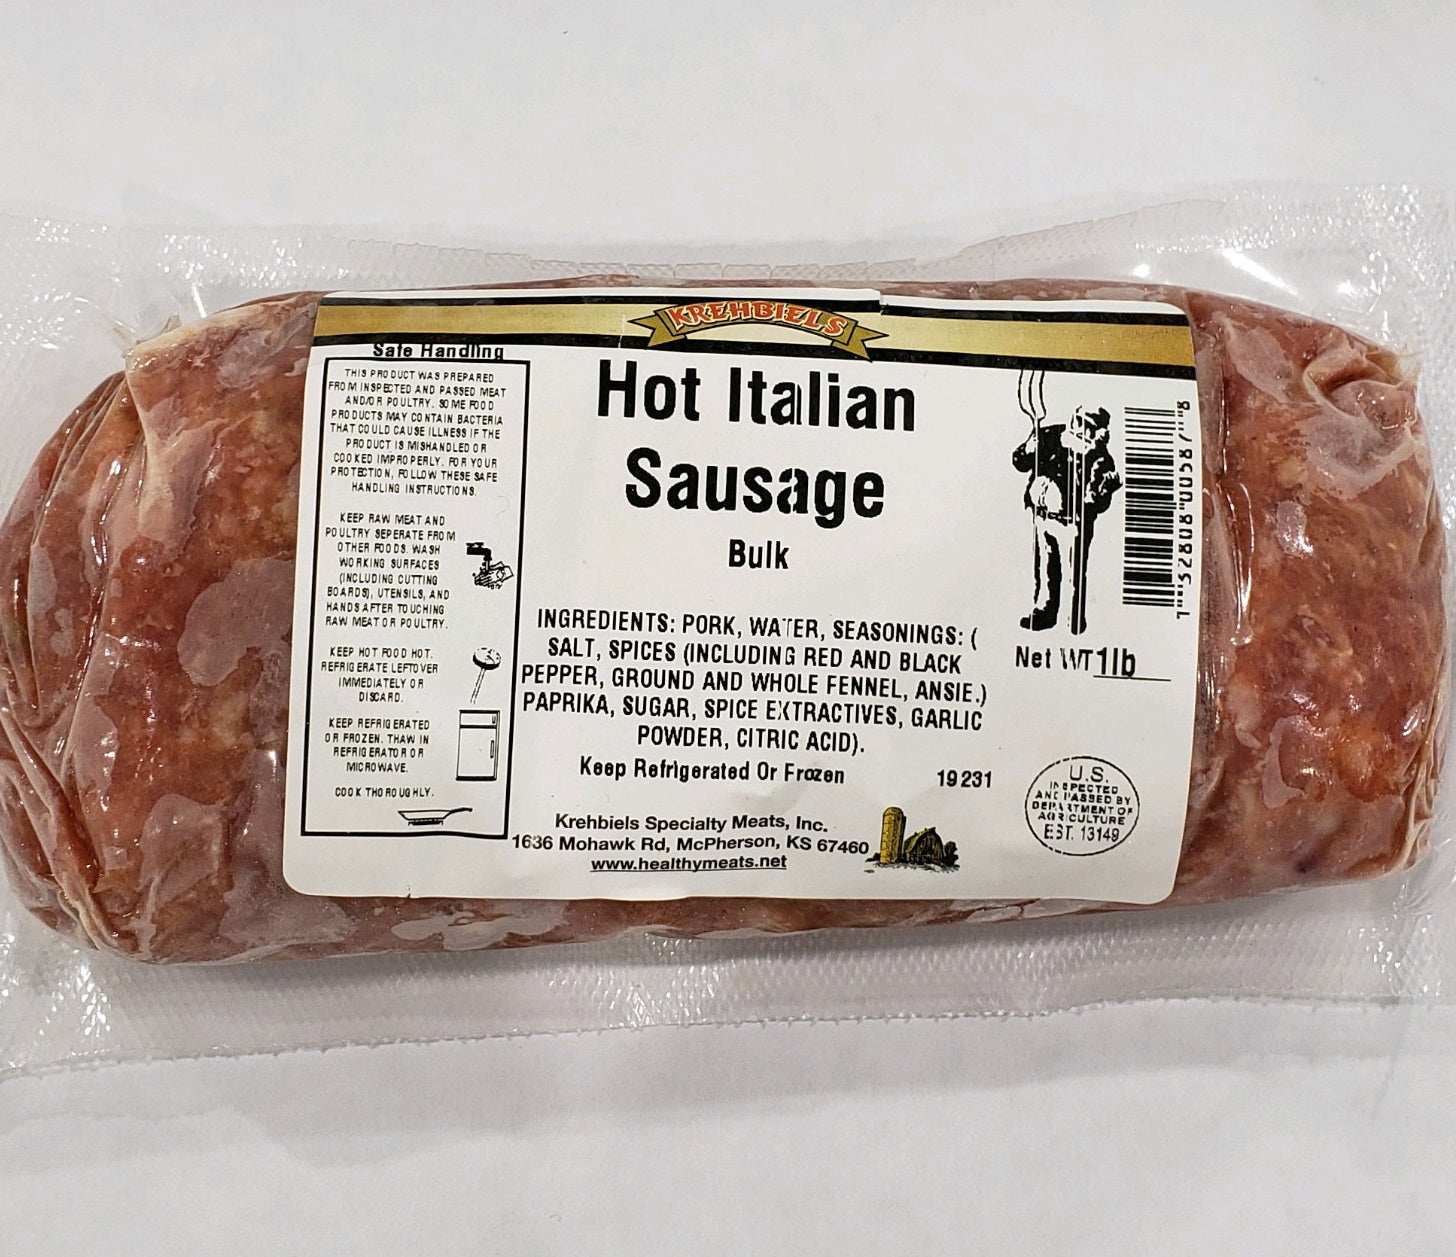 KREHBIEL'S
Safe Handling
THIS PRODUCT WAS PREPARED
FROM INSPECTED AND PASSED MEAT
AND/OR POULTRY. SOME FOOD
PRODUCTS MAY CONTAIN BACTERIA
THAT COULD CAUSE ILLNESS IF THE
PRODUCT IS MISHANDLED OR
COOKED IMPROPERLY. FOR YOUR
PROTECTION, FOLLOW THESE SAFE
HANDLING INSTRUCTIONS.
KEEP RAW MEAT AND
POULTRY SEPERATE FROM
OTHER FOODS. WASH
WORKING SURFACES
(INCLUDING CUTTING
BOARDS), UTENSILS, AND
HANDS AFTER TOUCHING
RAW MEAT OR POULTRY.
KEEP HOT FOOD HOT.
REFRIGERATE LEFTOVER
IMMEDIATELY OR
DISCARD.
KEEP REFRIGERATED
OR FROZEN. THAW IN
REFRIGERATOR OR
MICROWAVE.
COOK THOROUGHLY.
Hot Italian
Sausage
Bulk
INGREDIENTS: PORK, WATER, SEASONINGS: (
SALT, SPICES (INCLUDING RED AND BLACK
PEPPER, GROUND AND WHOLE FENNEL, ANSIE.)
PAPRIKA, SUGAR, SPICE EXTRACTIVES, GARLIC
POWDER, CITRIC ACID).
Keep Refrigerated Or Frozen
19231
Krehbiels Specialty Meats, Inc.
1636 Mohawk Rd, McPherson, KS 67460
www.healthymeats.net
Net WT 1lb
U.S.
INSPECTED
AND PASSED BY
DEPARTMENT OF
AGRICULTURE
EST. 13149